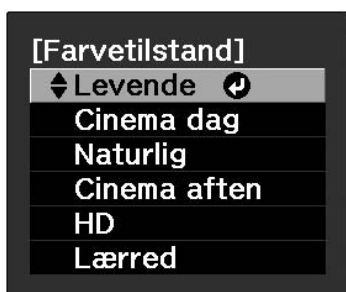 [Farvetilstand]
Levende
Cinema dag
Naturlig
Cinema aften
HD
Lærred